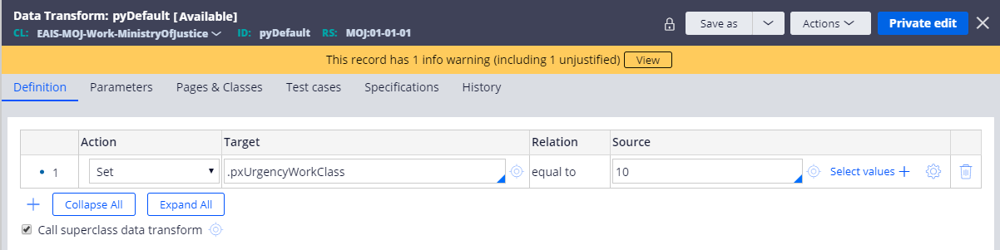 Data Transform: pyDefault [Available]
CL: EAIS-MOJ-Work-MinistryOfJustice ID: pyDefault RS: MOJ:01-01-01
Save as Actions Private edit
This record has 1 info warning (including 1 unjustified) View
Definition Parameters Pages & Classes Test cases Specifications History
Action Target Relation Source
1 Set .pxUrgencyWorkClass equal to 10 Select values
Collapse All Expand All
Call superclass data transform